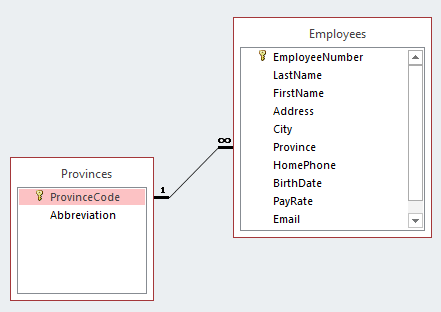 Employees
EmployeeNumber
LastName
FirstName
Address
City
Province
HomePhone
BirthDate
PayRate
Email
∞
1
Provinces
ProvinceCode
Abbreviation